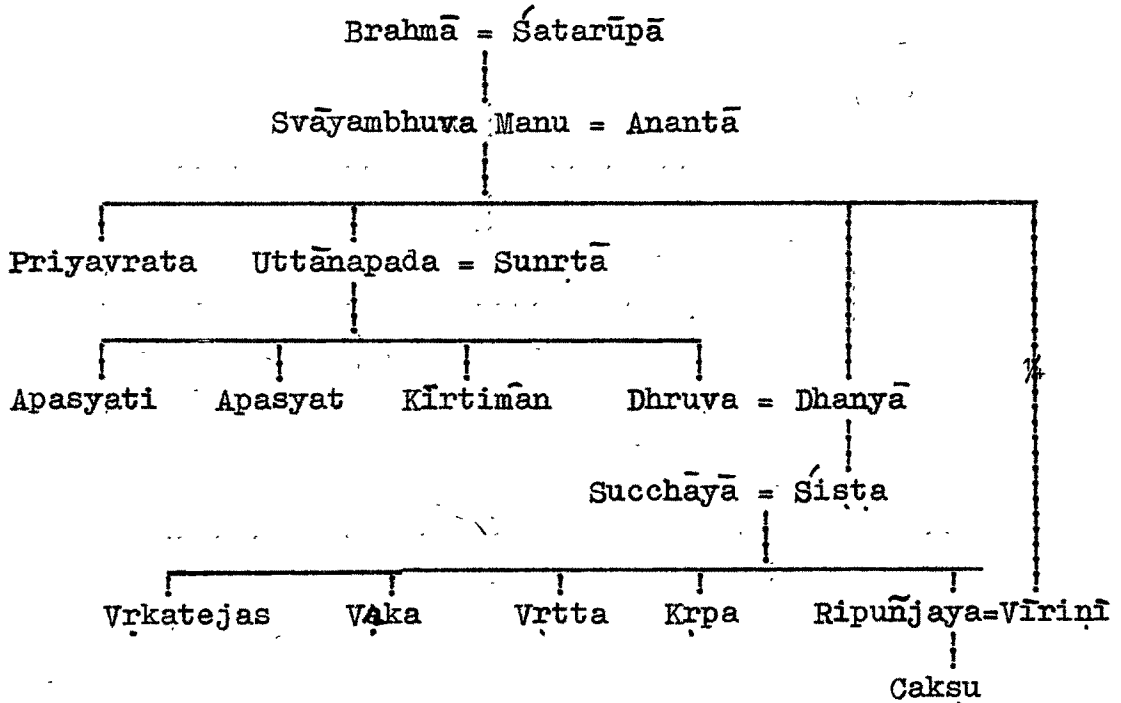 Brahmā = Śatarūpā
Svāyambhuva Manu = Anantā
Priyavrata Uttānapada = Sunṛtā
Apasyati Apasyat Kīrtimān Dhruva = Dhanyā
Succhāyā = Śiṣṭa
Vṛkatejas Vṛka Vṛtta Kṛpa Ripuñjaya=Vīriṇī
Cakṣu